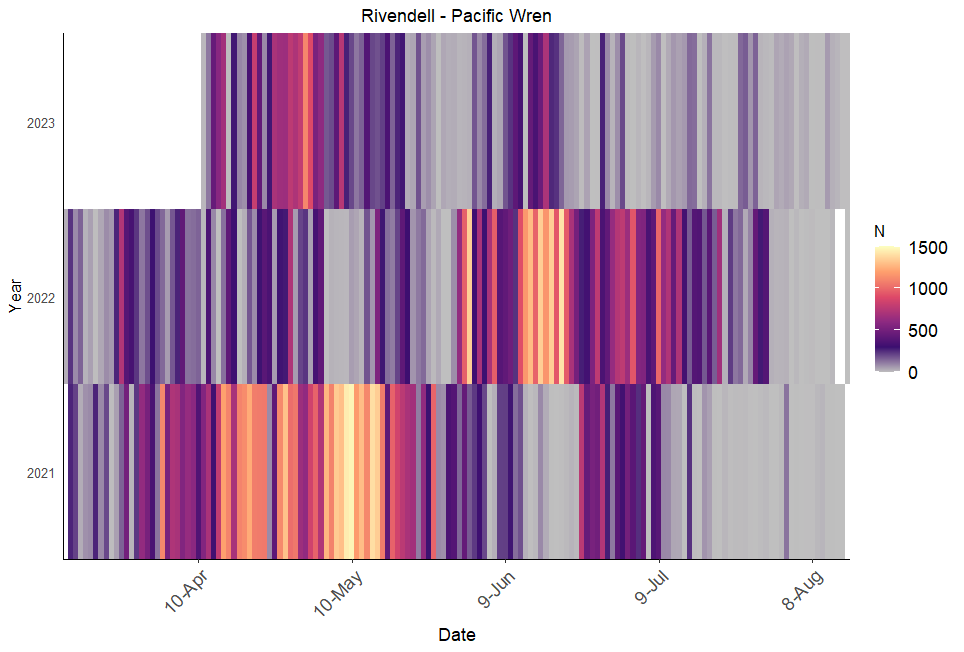 Rivendell - Pacific Wren
2023
2022
2021
Year
10-Apr
10-May
9-Jun
9-Jul
8-Aug
Date
N
1500
1000
500
0